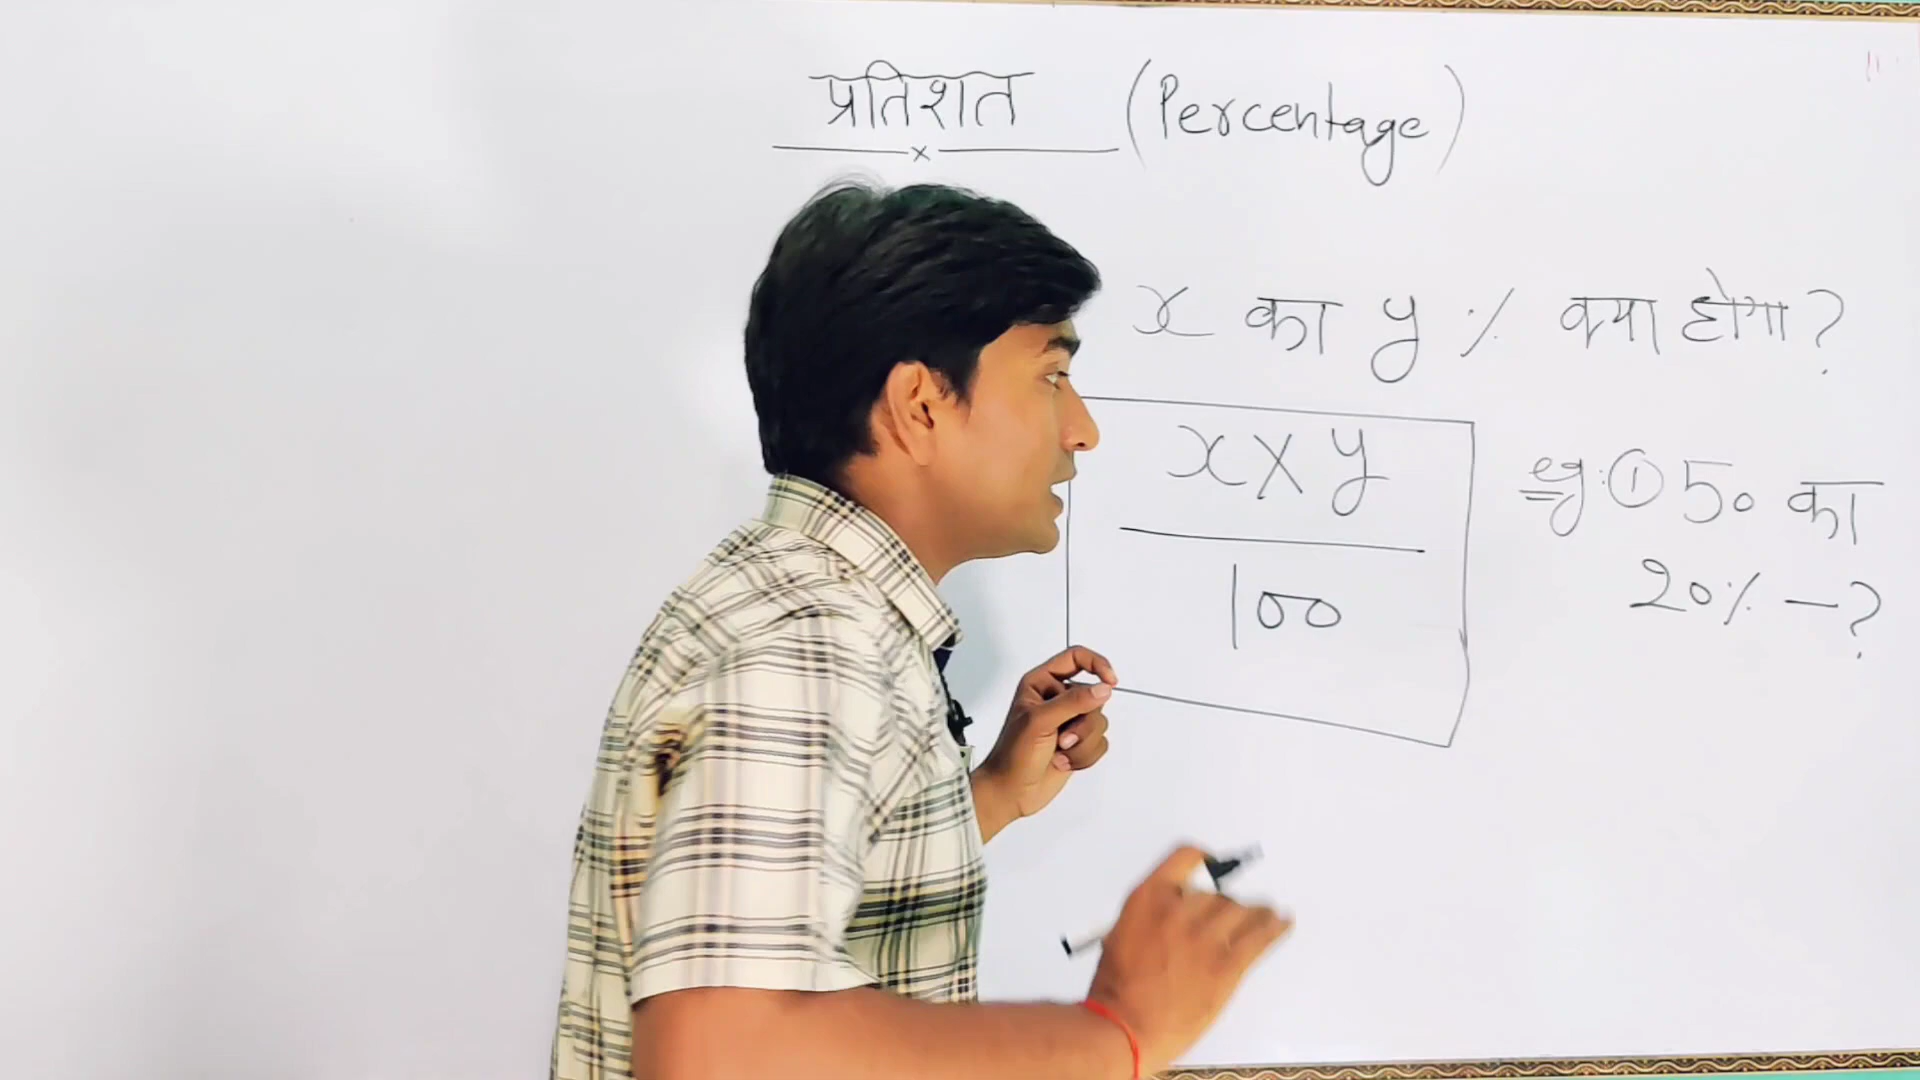 प्रतिशत (Percentage)
x का y % क्या होगा ?
x × y
100
eg: ① 50 का
20% – ?